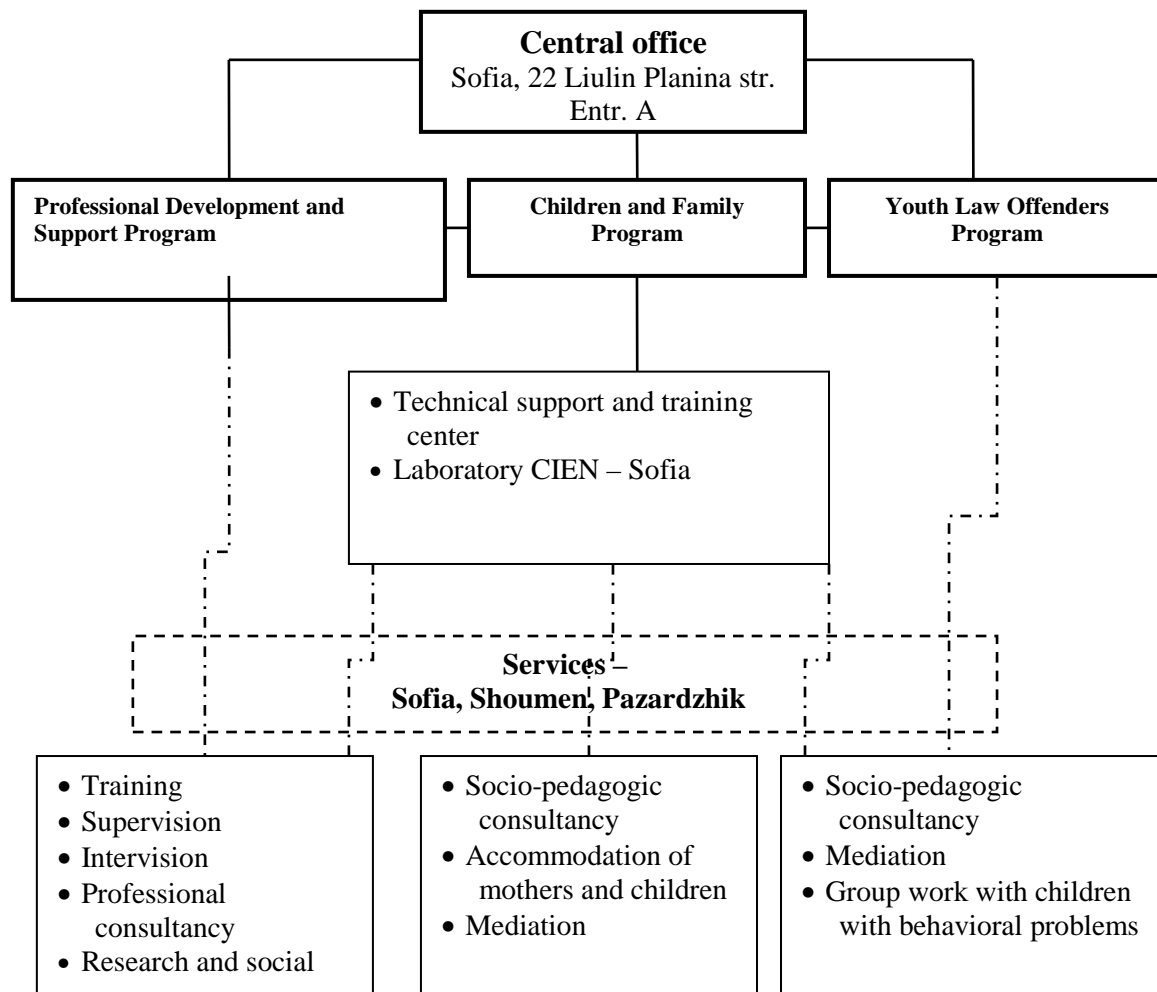 Central office
Sofia, 22 Liulin Planina str.
Entr. A
Professional Development and
Support Program
Children and Family
Program
Youth Law Offenders
Program
• Technical support and training
center
• Laboratory CIEN – Sofia
Services –
Sofia, Shoumen, Pazardzhik
• Training
• Supervision
• Intervision
• Professional
consultancy
• Research and social
• Socio-pedagogic
consultancy
• Accommodation of
mothers and children
• Mediation
• Socio-pedagogic
consultancy
• Mediation
• Group work with children
with behavioral problems